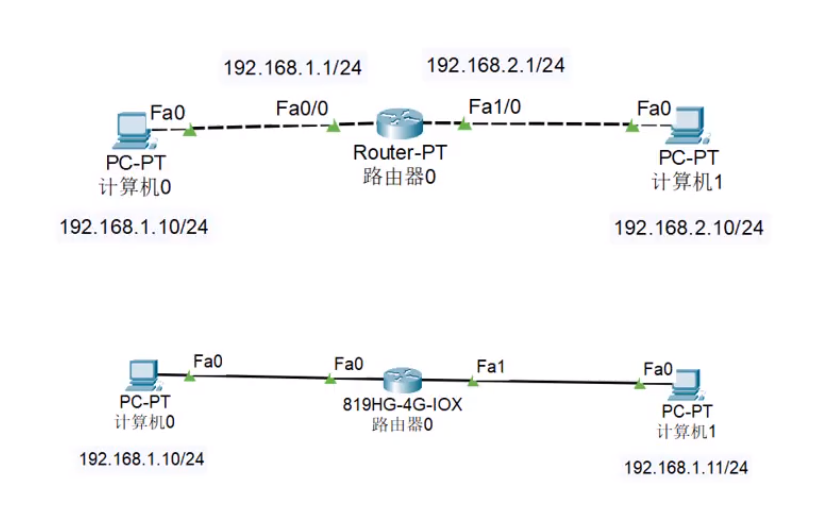 192.168.1.1/24
192.168.2.1/24
Fa0
Fa0/0
Fa1/0
Fa0
PC-PT
计算机0
Router-PT
路由器0
PC-PT
计算机1
192.168.1.10/24
192.168.2.10/24
Fa0
Fa0
Fa1
Fa0
PC-PT
计算机0
819HG-4G-IOX
路由器0
PC-PT
计算机1
192.168.1.10/24
192.168.1.11/24